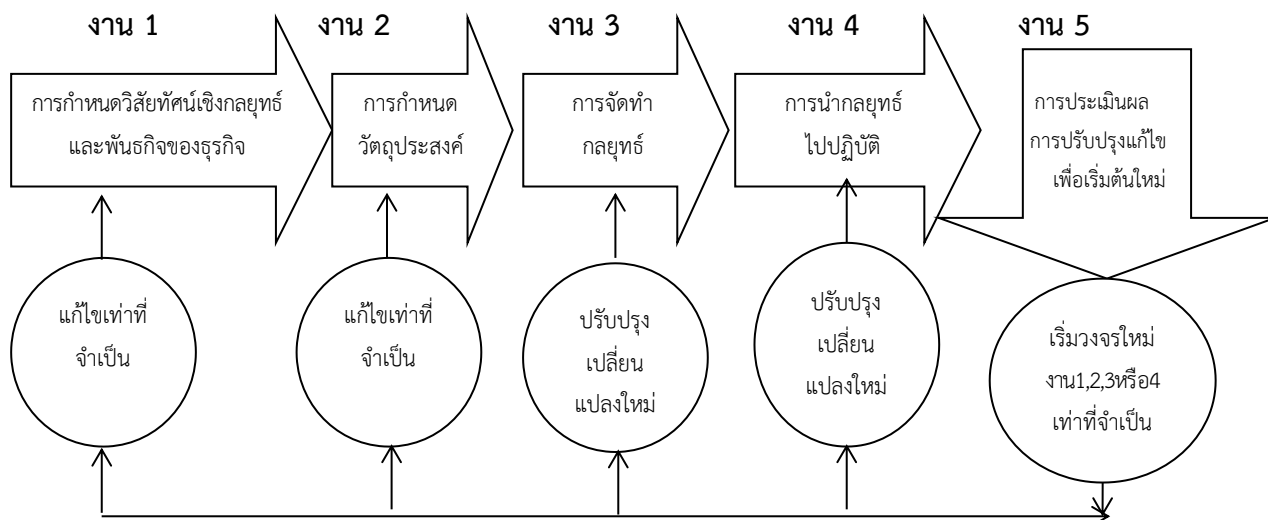 งาน 1
งาน 2
งาน 3
งาน 4
งาน 5
การกำหนดวิสัยทัศน์เชิงกลยุทธ์
และพันธกิจของธุรกิจ
การกำหนด
วัตถุประสงค์
การจัดทำ
กลยุทธ์
การนำกลยุทธ์
ไปปฏิบัติ
การประเมินผล
การปรับปรุงแก้ไข
เพื่อเริ่มต้นใหม่
แก้ไขเท่าที่
จำเป็น
แก้ไขเท่าที่
จำเป็น
ปรับปรุง
เปลี่ยน
แปลงใหม่
ปรับปรุง
เปลี่ยน
แปลงใหม่
เริ่มวงจรใหม่
งาน1,2,3หรือ4
เท่าที่จำเป็น